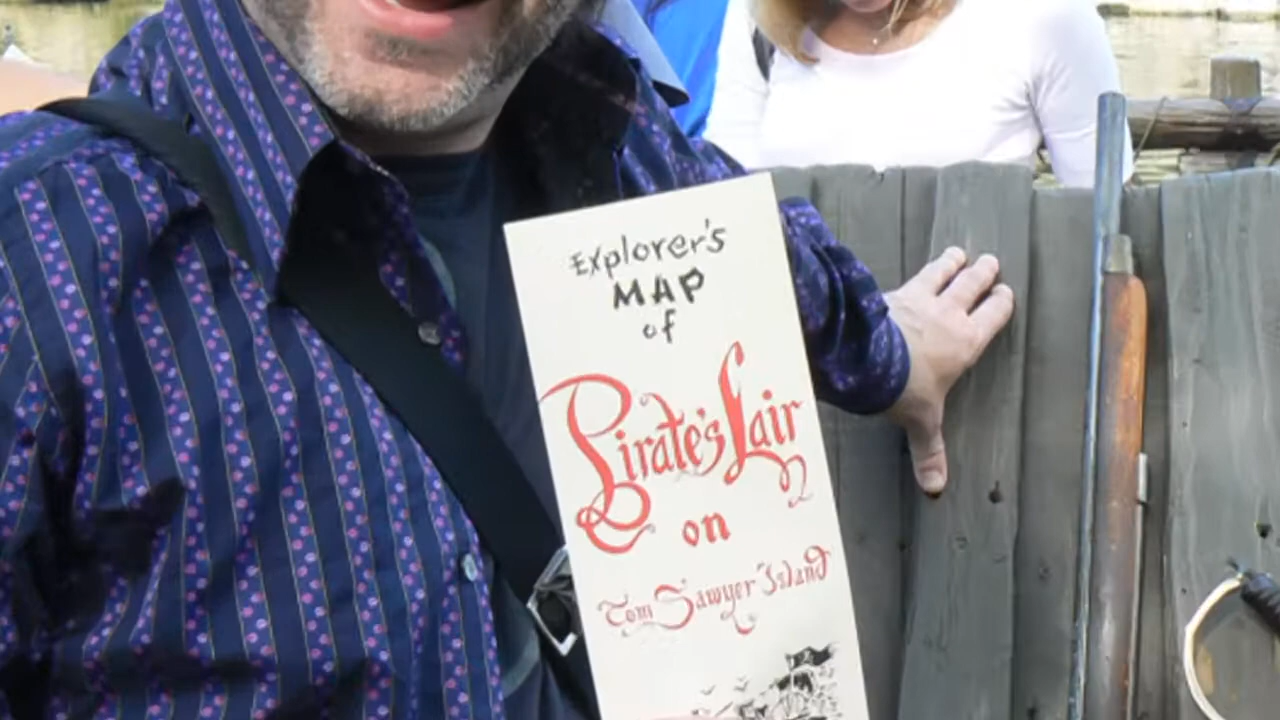 Explorer's
MAP
of
Pirate's Lair
on
Tom Sawyer Island